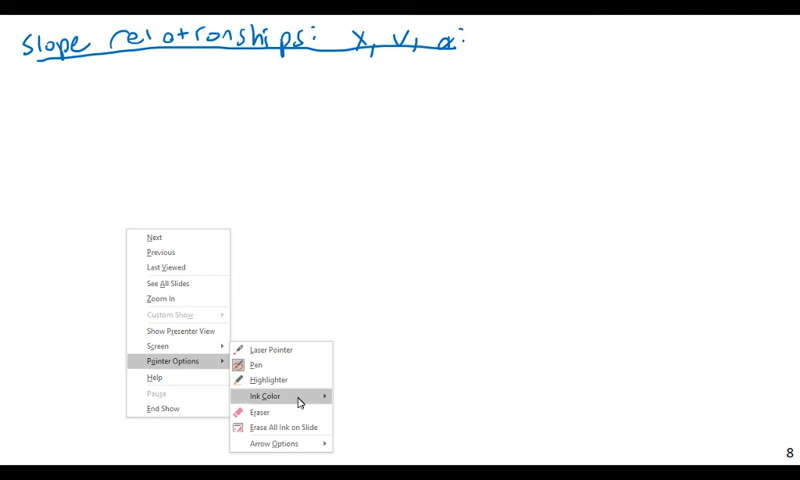 slope relationships: x, v, a:
Next
Previous
Last Viewed
See All Slides
Zoom In
Custom Show
Show Presenter View
Screen
Pointer Options
Help
Pause
End Show
Laser Pointer
Pen
Highlighter
Ink Color
Eraser
Erase All Ink on Slide
Arrow Options
8